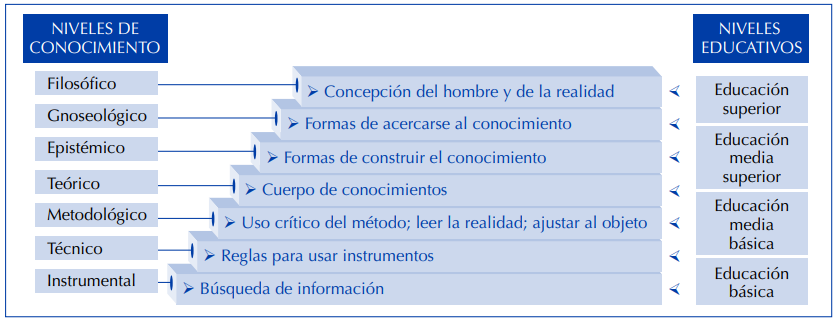 NIVELES DE
CONOCIMIENTO
NIVELES
EDUCATIVOS
Filosófico
Concepción del hombre y de la realidad
Gnoseológico
Formas de acercarse al conocimiento
Epistémico
Formas de construir el conocimiento
Teórico
Cuerpo de conocimientos
Metodológico
Uso crítico del método; leer la realidad; ajustar al objeto
Técnico
Reglas para usar instrumentos
Instrumental
Búsqueda de información
Educación
superior
Educación
media
superior
Educación
media
básica
Educación
básica